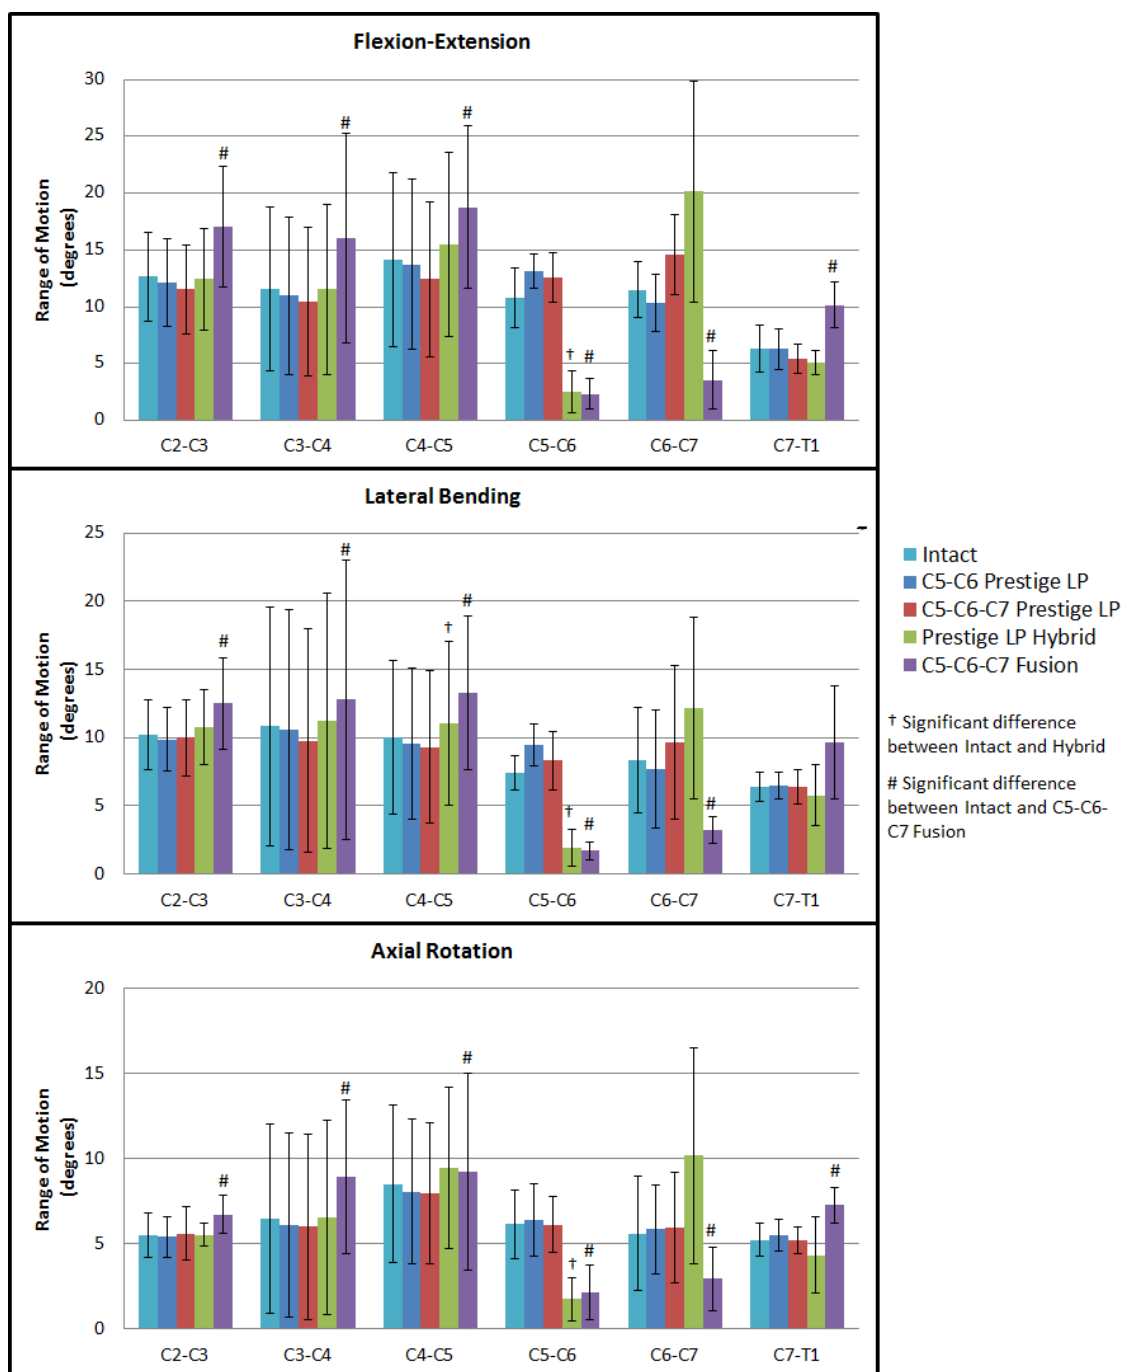 Flexion-Extension
Range of Motion
(degrees)
30
25
20
15
10
5
0
# # # † # # #
C2-C3 C3-C4 C4-C5 C5-C6 C6-C7 C7-T1
Lateral Bending
Range of Motion
(degrees)
25
20
15
10
5
0
# # † # † # #
C2-C3 C3-C4 C4-C5 C5-C6 C6-C7 C7-T1
Axial Rotation
Range of Motion
(degrees)
20
15
10
5
0
# # # † # # #
C2-C3 C3-C4 C4-C5 C5-C6 C6-C7 C7-T1
Intact
C5-C6 Prestige LP
C5-C6-C7 Prestige LP
Prestige LP Hybrid
C5-C6-C7 Fusion
† Significant difference
between Intact and Hybrid
# Significant difference
between Intact and C5-C6-
C7 Fusion